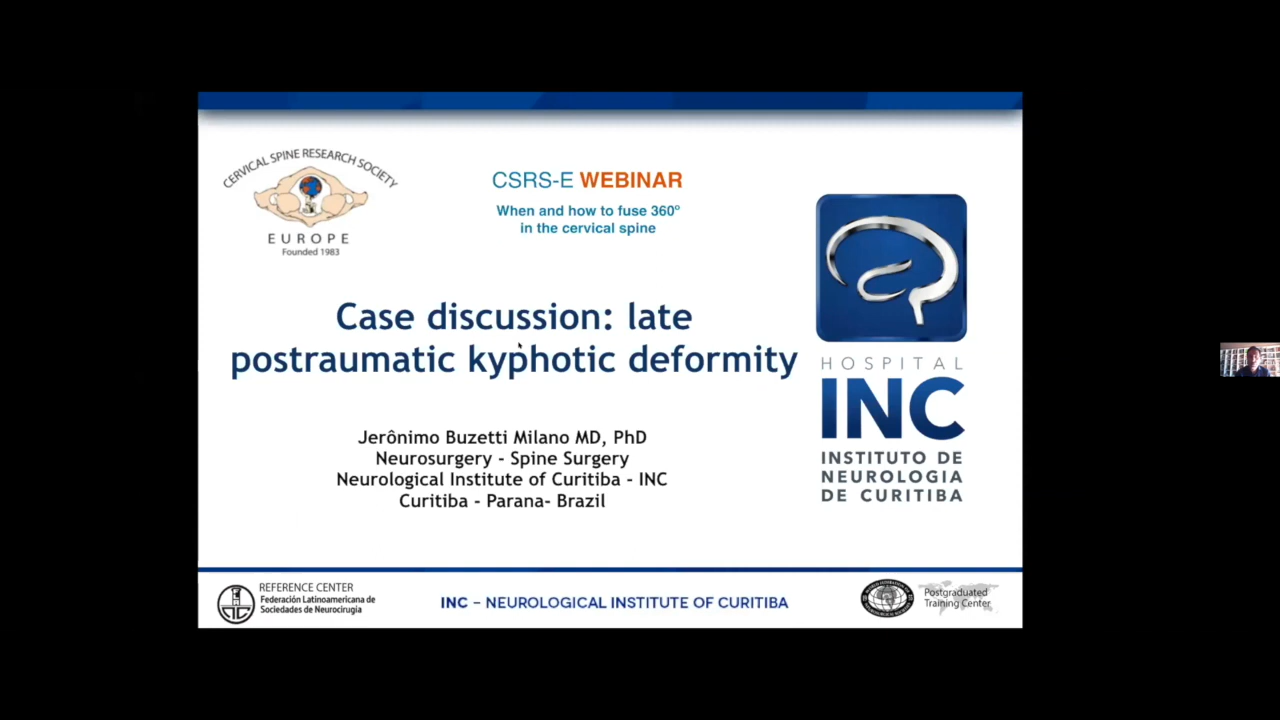 CERVICAL SPINE RESEARCH SOCIETY
EUROPE
Founded 1983
CSRS-E WEBINAR
When and how to fuse 360º
in the cervical spine
Case discussion: late
postraumatic kyphotic deformity
Jerônimo Buzetti Milano MD, PhD
Neurosurgery - Spine Surgery
Neurological Institute of Curitiba - INC
Curitiba - Parana- Brazil
HOSPITAL
INC
INSTITUTO DE
NEUROLOGIA
DE CURITIBA
REFERENCE CENTER
Federación Latinoamericana de
Sociedades de Neurocirugia
INC – NEUROLOGICAL INSTITUTE OF CURITIBA
Postgraduated
Training Center